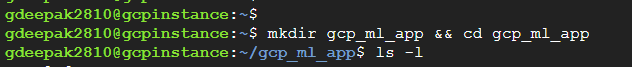 gdeepak2810@gcpinstance:~$
gdeepak2810@gcpinstance:~$ mkdir gcp_ml_app && cd gcp_ml_app
gdeepak2810@gcpinstance:~/gcp_ml_app$ ls -l